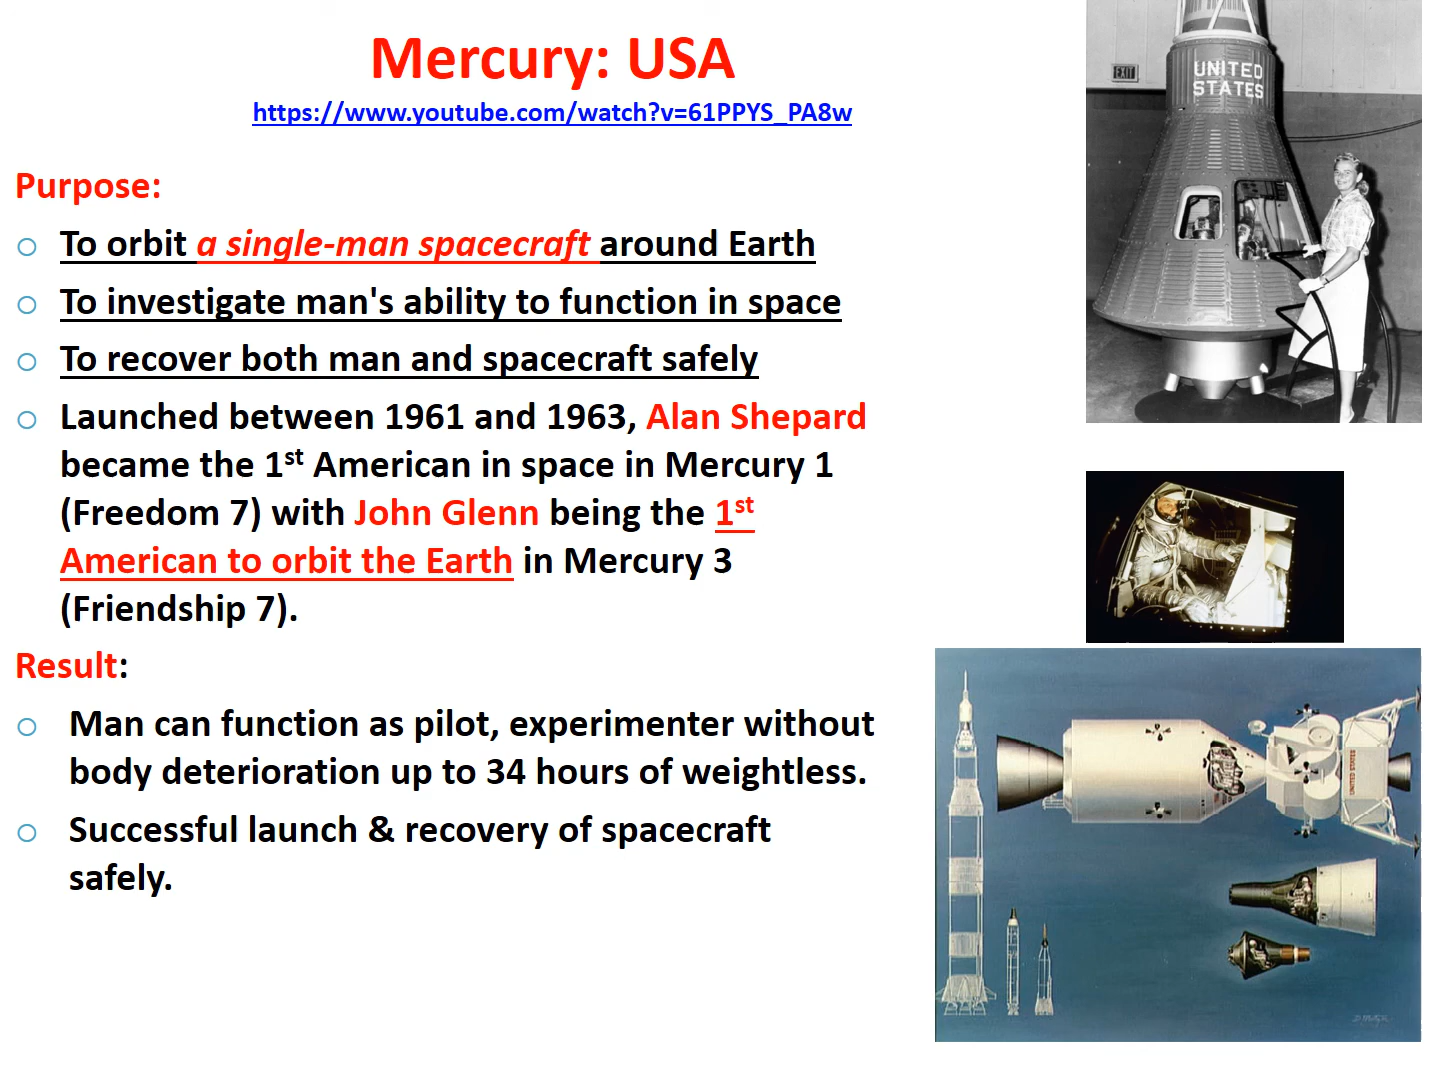 Mercury: USA
https://www.youtube.com/watch?v=61PPYS_PA8w
Purpose:
To orbit a single-man spacecraft around Earth
To investigate man's ability to function in space
To recover both man and spacecraft safely
Launched between 1961 and 1963, Alan Shepard
became the 1st American in space in Mercury 1
(Freedom 7) with John Glenn being the 1st
American to orbit the Earth in Mercury 3
(Friendship 7).
Result:
Man can function as pilot, experimenter without
body deterioration up to 34 hours of weightless.
Successful launch & recovery of spacecraft
safely.
EXIT
UNITED
STATES
UNITED STATES